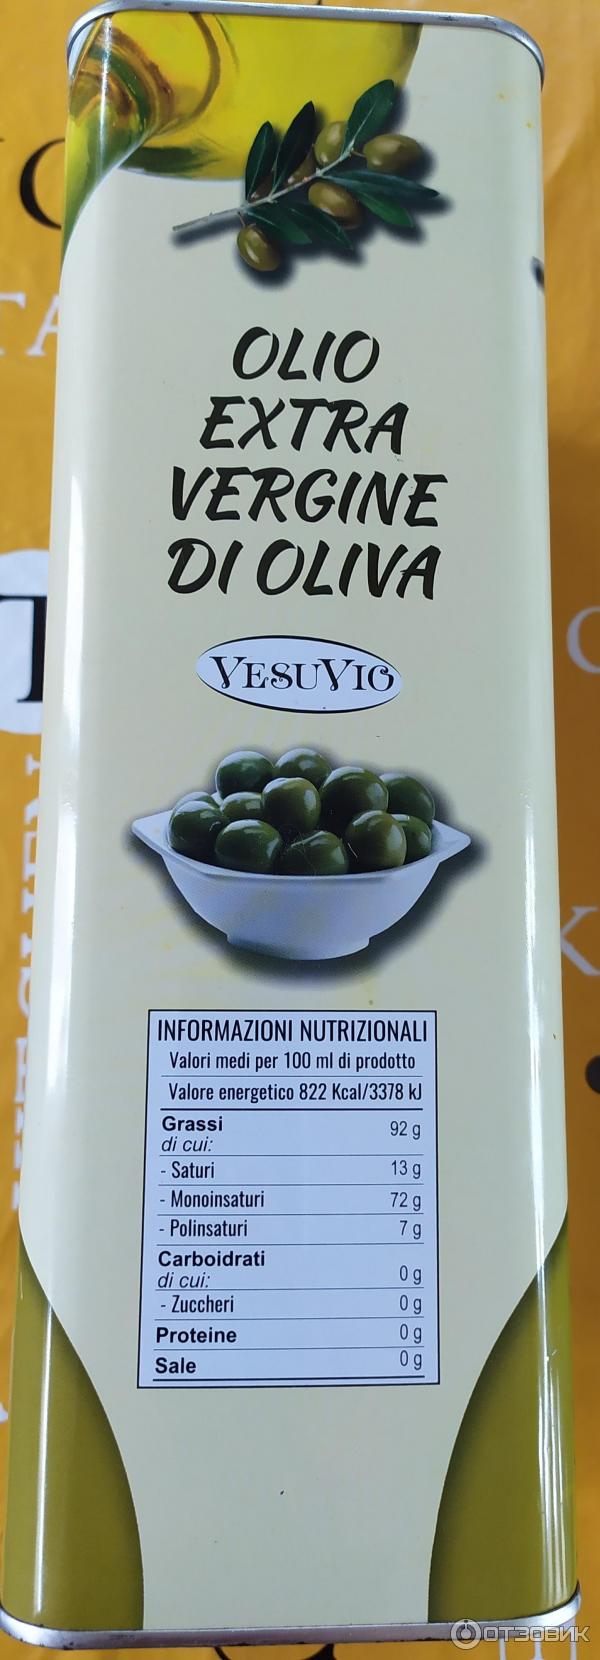 OLIO
EXTRA
VERGINE
DI OLIVA
VESUVIO
INFORMAZIONI NUTRIZIONALI
Valori medi per 100 ml di prodotto
Valore energetico 822 Kcal/3378 kJ
Grassi 92 g
di cui:
- Saturi 13 g
- Monoinsaturi 72 g
- Polinsaturi 7 g
Carboidrati
di cui: 0 g
- Zuccheri 0 g
Proteine 0 g
Sale 0 g
ОТЗОВИК